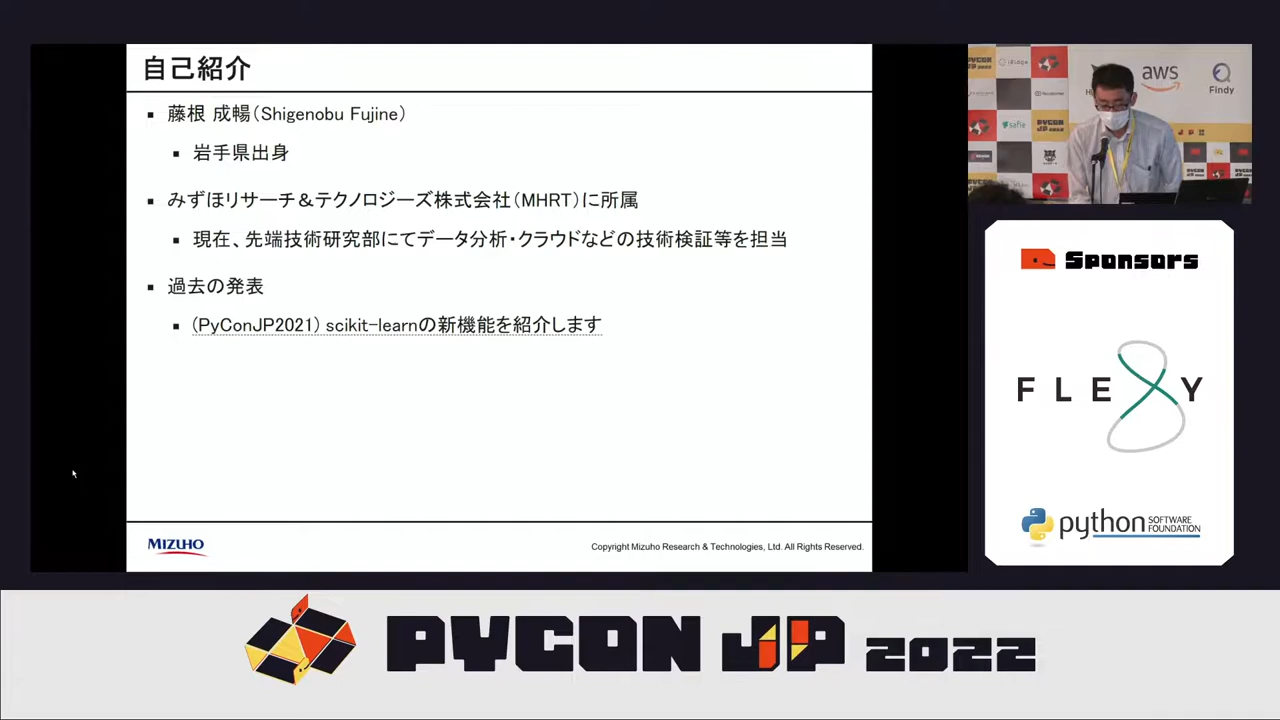 自己紹介
▪ 藤根 成暢(Shigenobu Fujine)
▪ 岩手県出身
▪ みずほリサーチ&テクノロジーズ株式会社(MHRT)に所属
▪ 現在、先端技術研究部にてデータ分析・クラウドなどの技術検証等を担当
▪ 過去の発表
▪ (PyConJP2021) scikit-learnの新機能を紹介します
MIZUHO
Copyright Mizuho Research & Technologies, Ltd. All Rights Reserved.
aws
Findy
safie
Sponsors
FLEXY
python SOFTWARE FOUNDATION
PYCON JP 2022